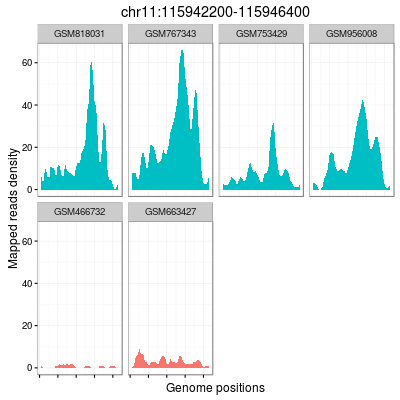 chr11:115942200-115946400
GSM818031 GSM767343 GSM753429 GSM956008
60
40
20
0
GSM466732 GSM663427
60
40
20
0
Mapped reads density
Genome positions